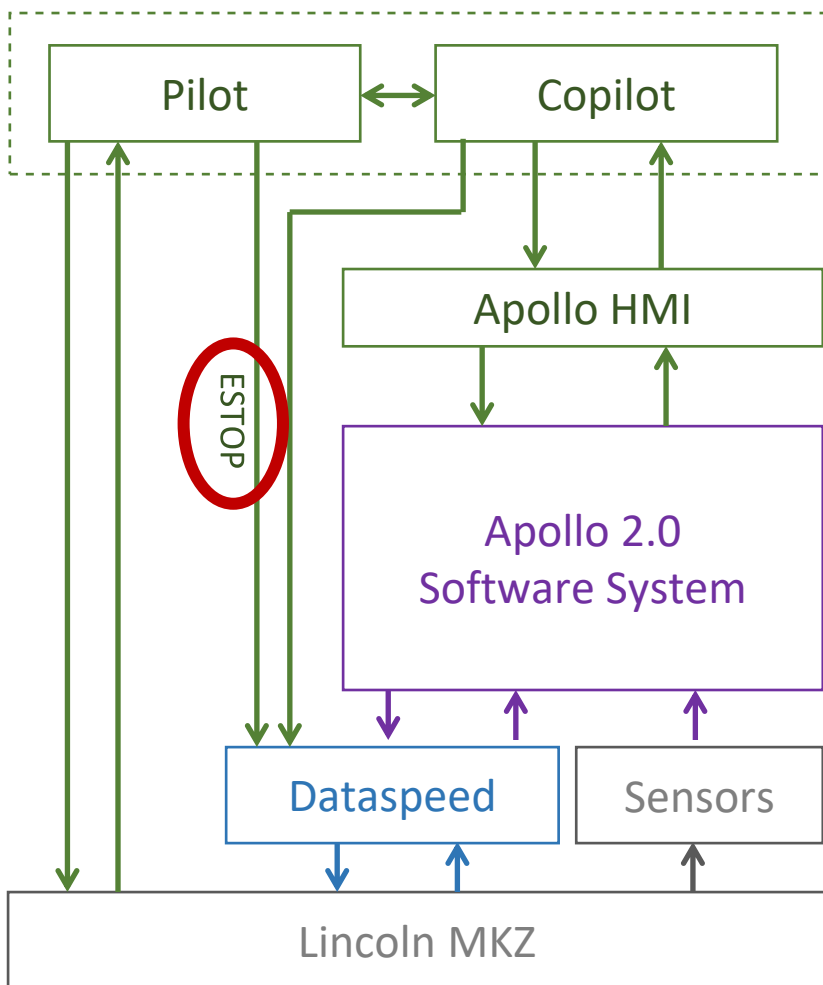 Pilot
Copilot
Apollo HMI
ESTOP
Apollo 2.0
Software System
Dataspeed
Sensors
Lincoln MKZ